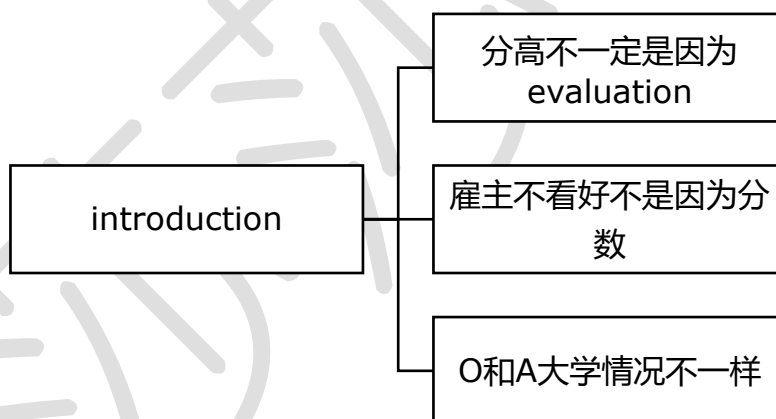 分高不一定是因为
evaluation
introduction
雇主不看好不是因为分
数
O和A大学情况不一样